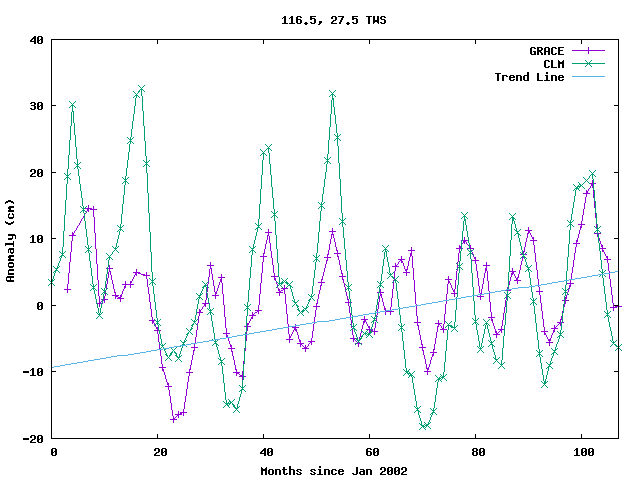 116.5, 27.5 TWS
GRACE
CLM
Trend Line
Anomaly (cm)
40
30
20
10
0
-10
-20
0 20 40 60 80 100
Months since Jan 2002